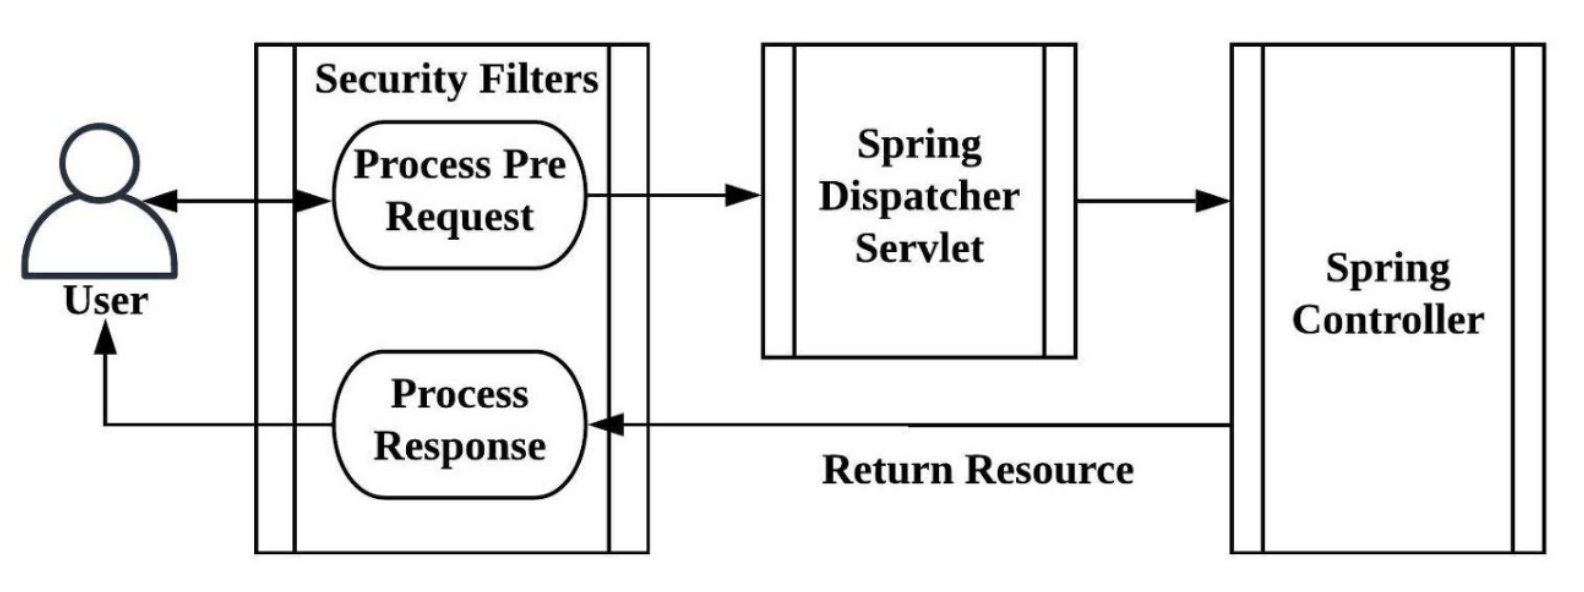 Security Filters
Process Pre
Request
User
Process
Response
Spring
Dispatcher
Servlet
Return Resource
Spring
Controller